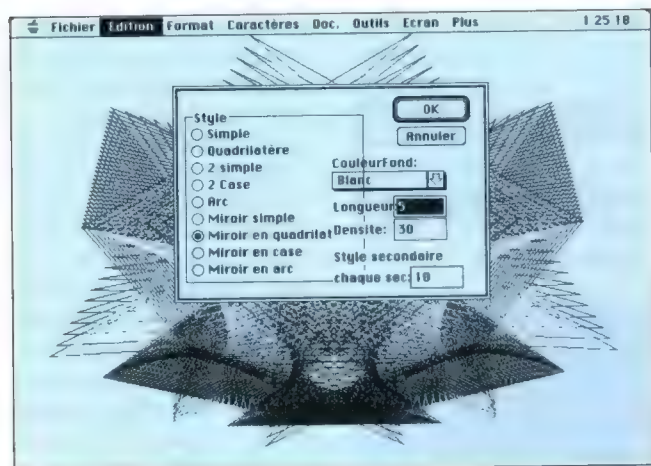 Fichier Edition Format Caractères Doc. Outils Ecran Plus 1 25 18
Style
Simple
Quadrilatère
2 simple
2 Case
Arc
Miroir simple
Miroir en quadrilat
Miroir en case
Miroir en arc
OK
Annuler
CouleurFond:
Blanc
Longueur 5
Densite: 30
Style secondaire
chaque sec: 10